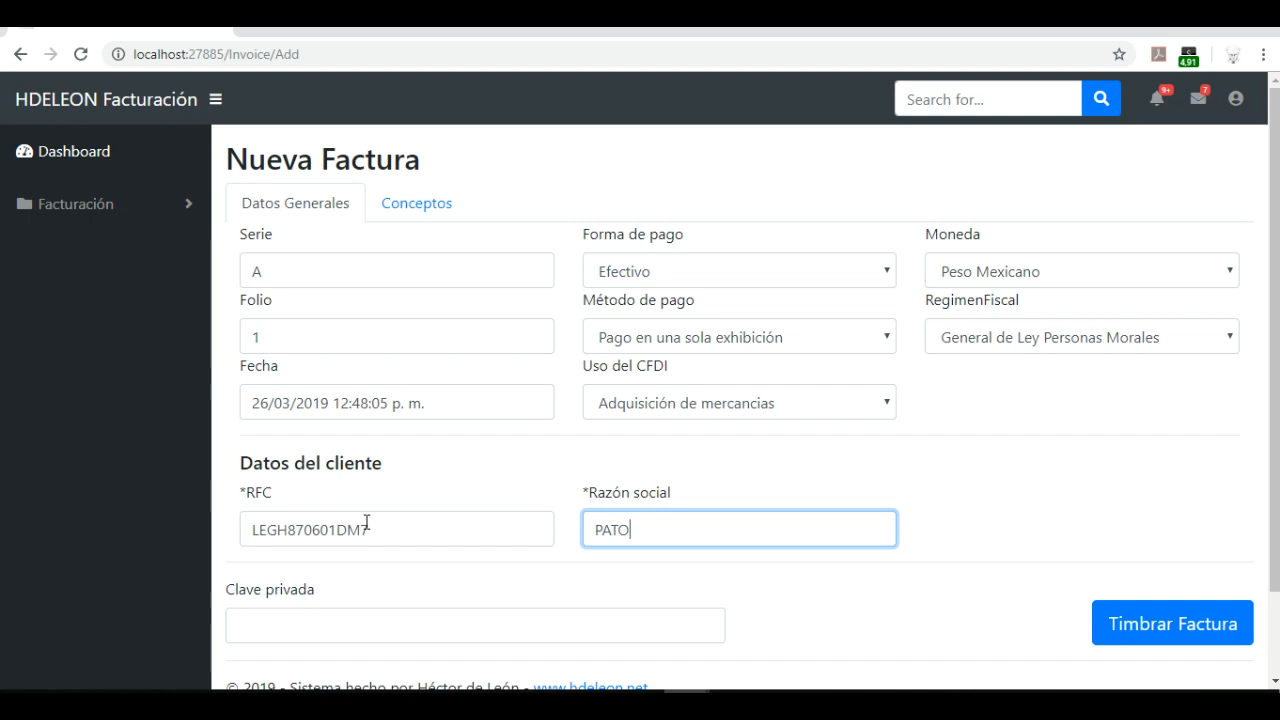 localhost:27885/Invoice/Add
4.91
HDELEON Facturación
Search for...
9+
7
Dashboard
Facturación
Nueva Factura
Datos Generales
Conceptos
Serie
Forma de pago
Moneda
A
Efectivo
Peso Mexicano
Folio
Método de pago
RegimenFiscal
1
Pago en una sola exhibición
General de Ley Personas Morales
Fecha
Uso del CFDI
26/03/2019 12:48:05 p. m.
Adquisición de mercancias
Datos del cliente
*RFC
*Razón social
LEGH870601DM7
PATO
Clave privada
Timbrar Factura
© 2019 - Sistema hecho por Héctor de León - www.hdeleon.net